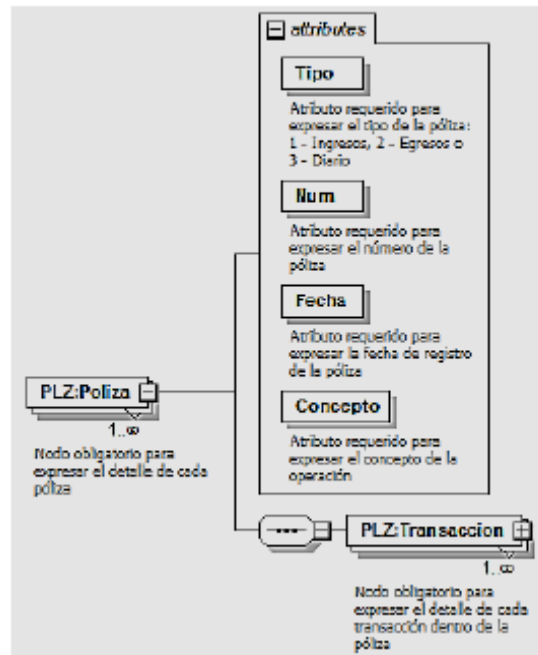 attributes
Tipo
Atributo requerido para
expresar el tipo de la póliza:
1 - Ingresos, 2 - Egresos o
3 - Diario
Num
Atributo requerido para
expresar el número de la
póliza
Fecha
Atributo requerido para
expresar la fecha de registro
de la póliza
Concepto
Atributo requerido para
expresar el concepto de la
operación
PLZ:Poliza
1..∞
Nodo obligatorio para
expresar el detalle de cada
póliza
PLZ:Transaccion
1..∞
Nodo obligatorio para
expresar el detalle de cada
transacción dentro de la
póliza